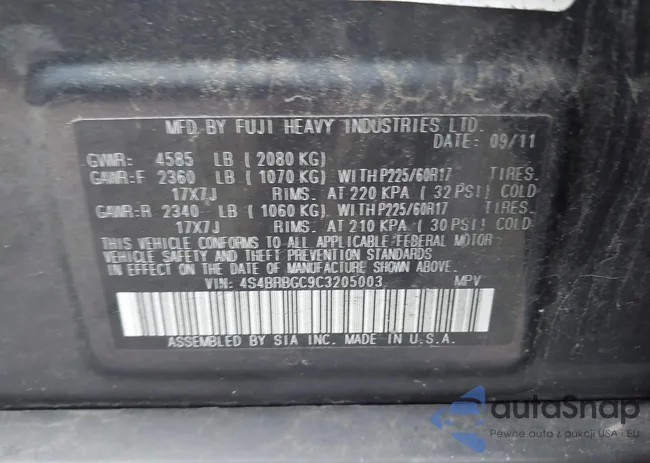 MFD. BY FUJI HEAVY INDUSTRIES LTD.
DATE: 09/11
GVWR: 4585 LB ( 2080 KG)
GAWR:F 2360 LB ( 1070 KG) WITH P225/60R17 TIRES.
17X7J RIMS. AT 220 KPA ( 32 PSI) COLD
GAWR:R 2340 LB ( 1060 KG) WITH P225/60R17 TIRES.
17X7J RIMS. AT 210 KPA ( 30 PSI) COLD
THIS VEHICLE CONFORMS TO ALL APPLICABLE FEDERAL MOTOR
VEHICLE SAFETY AND THEFT PREVENTION STANDARDS
IN EFFECT ON THE DATE OF MANUFACTURE SHOWN ABOVE.
VIN: 4S4BRBGC9C3205003 MPV
ASSEMBLED BY SIA INC. MADE IN U.S.A.
autoSnap
Pewne auto z aukcji USA i EU